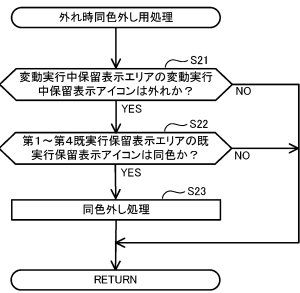 外れ時同色外し用処理
S21
変動実行中保留表示エリアの変動実行
中保留表示アイコンは外れか？
NO
YES
S22
第１～第４既実行保留表示エリアの既
実行保留表示アイコンは同色か？
NO
YES
S23
同色外し処理
RETURN